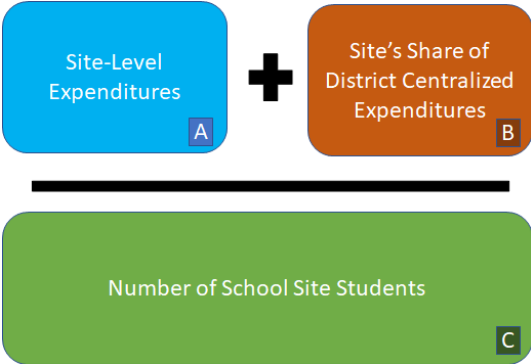 Site-Level
Expenditures
A
Site's Share of
District Centralized
Expenditures
B
Number of School Site Students
C